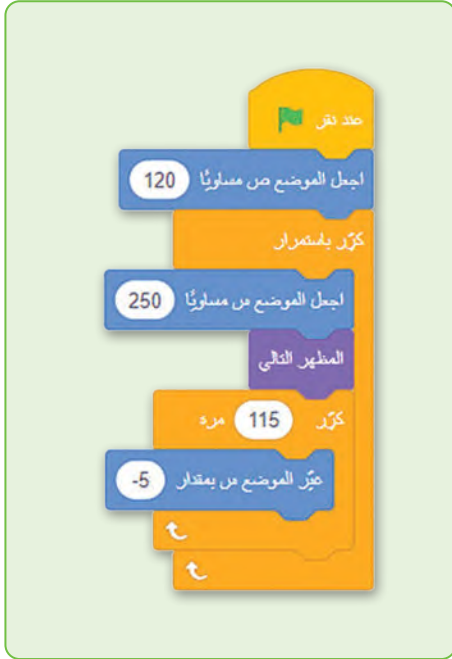 عند نقر
اجعل الموضع ص مساويًا 120
كرّر باستمرار
اجعل الموضع س مساويًا 250
المظهر التالي
كرّر 115 مرة
غيّر الموضع س بمقدار -5